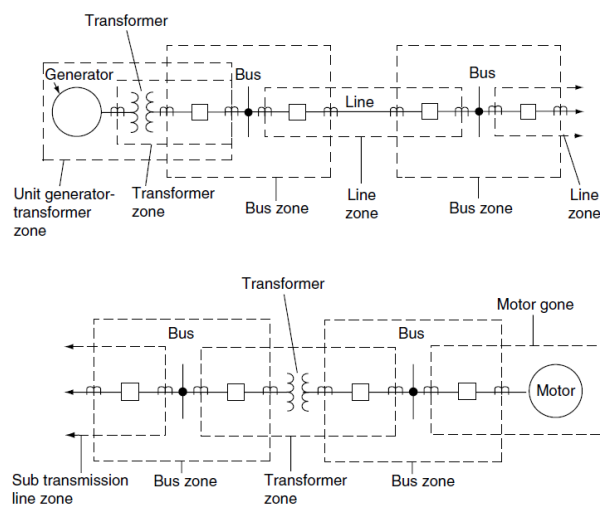 Transformer
Generator
Bus
Bus
Line
Unit generator-
transformer
zone
Transformer
zone
Bus zone
Line
zone
Bus zone
Line
zone
Transformer
Motor gone
Bus
Bus
Motor
Sub transmission
line zone
Bus zone
Transformer
zone
Bus zone